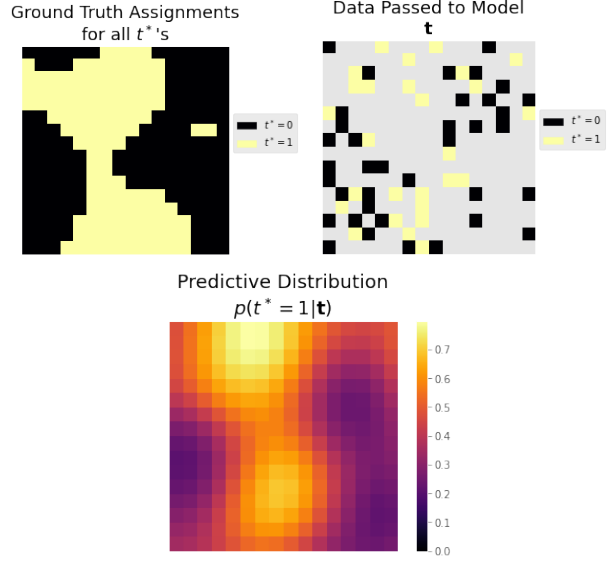 Ground Truth Assignments
for all t*'s
t* = 0
t* = 1
Data Passed to Model
t
t* = 0
t* = 1
Predictive Distribution
p(t* = 1|t)
0.7
0.6
0.5
0.4
0.3
0.2
0.1
0.0